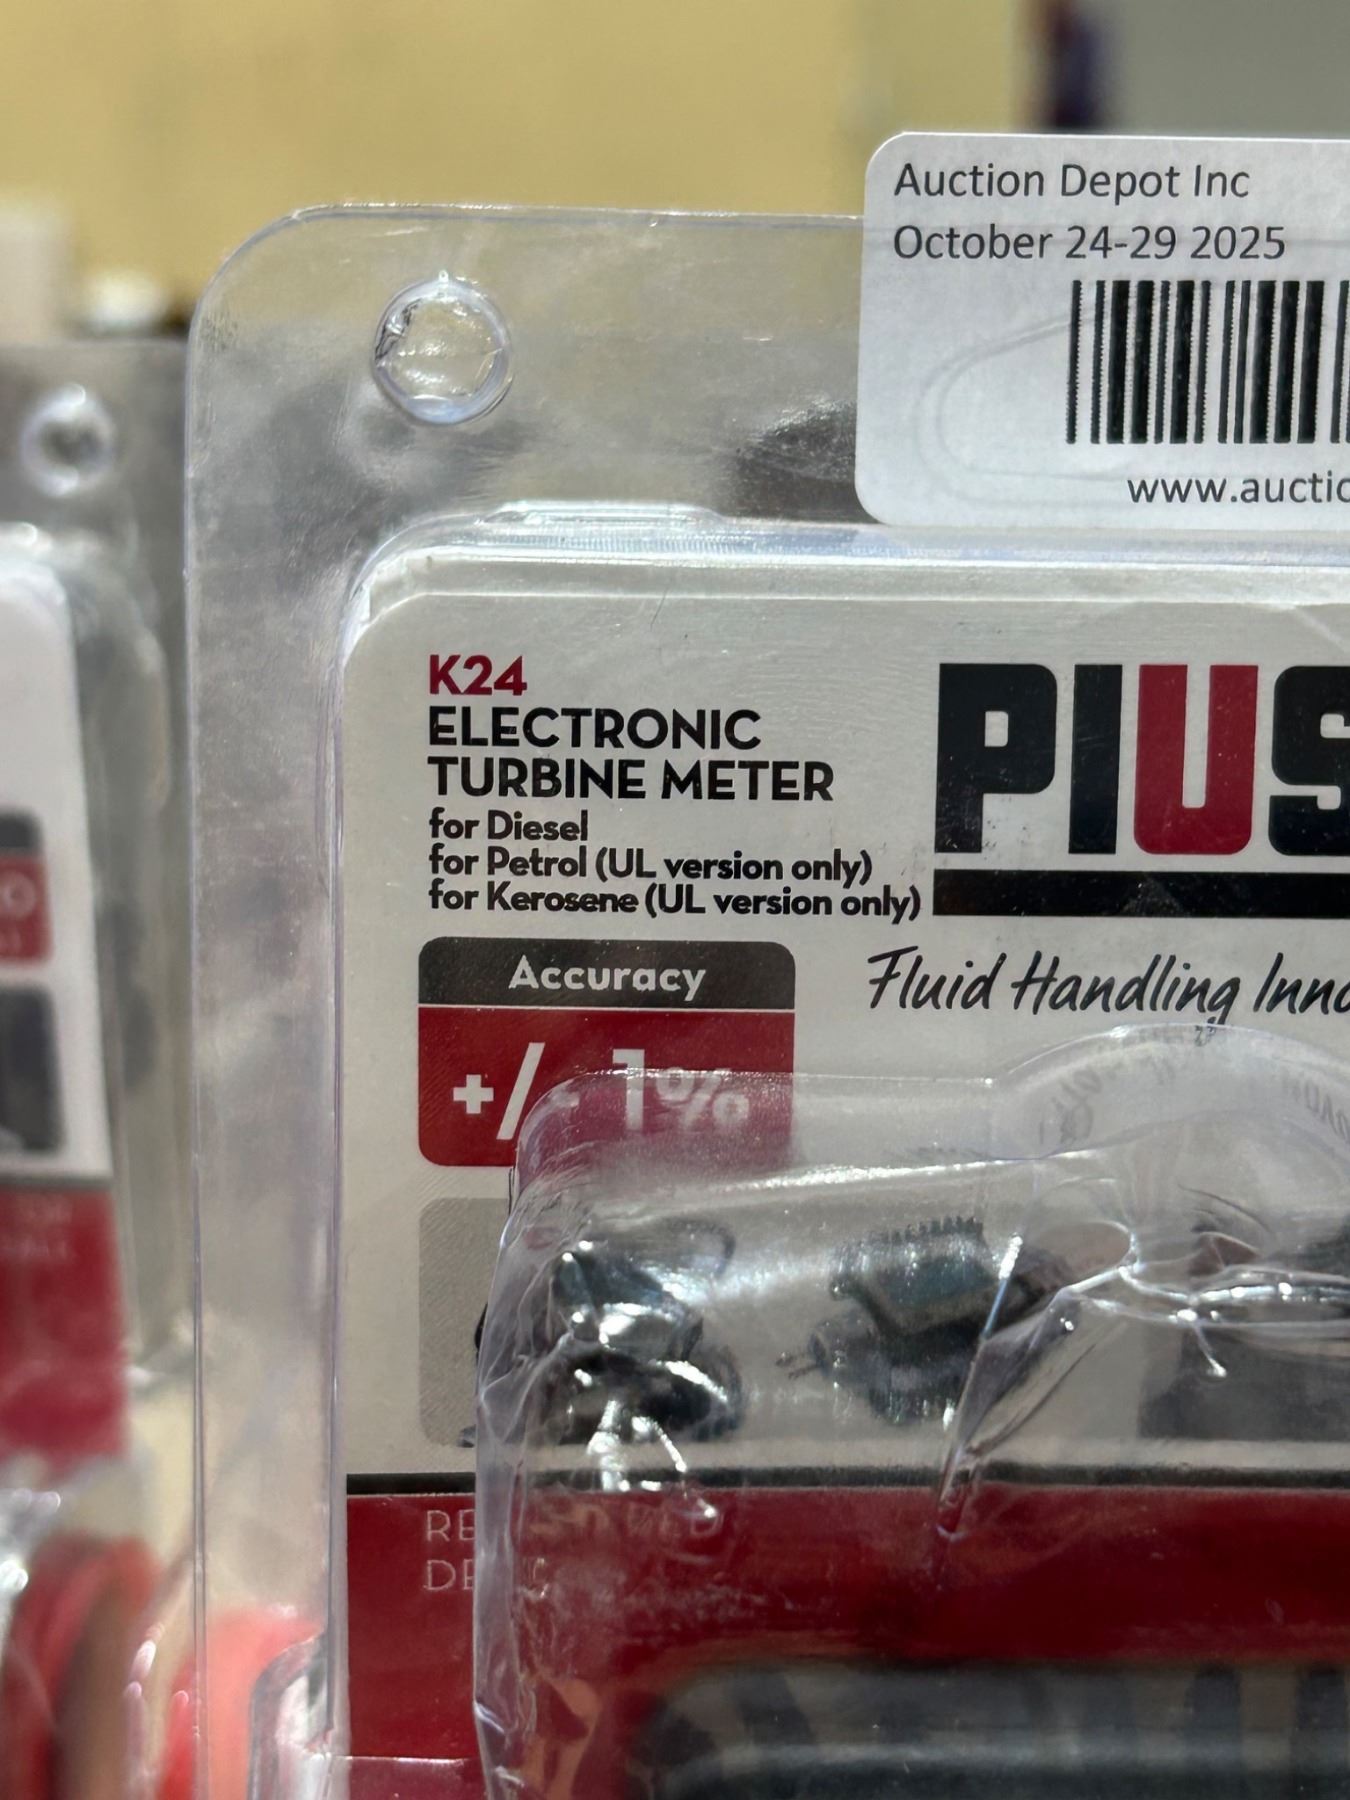 Auction Depot Inc
October 24-29 2025
www.auctio
K24
ELECTRONIC
TURBINE METER
for Diesel
for Petrol (UL version only)
for Kerosene (UL version only)
PIUS
Fluid Handling Inno
Accuracy
+/- 1%